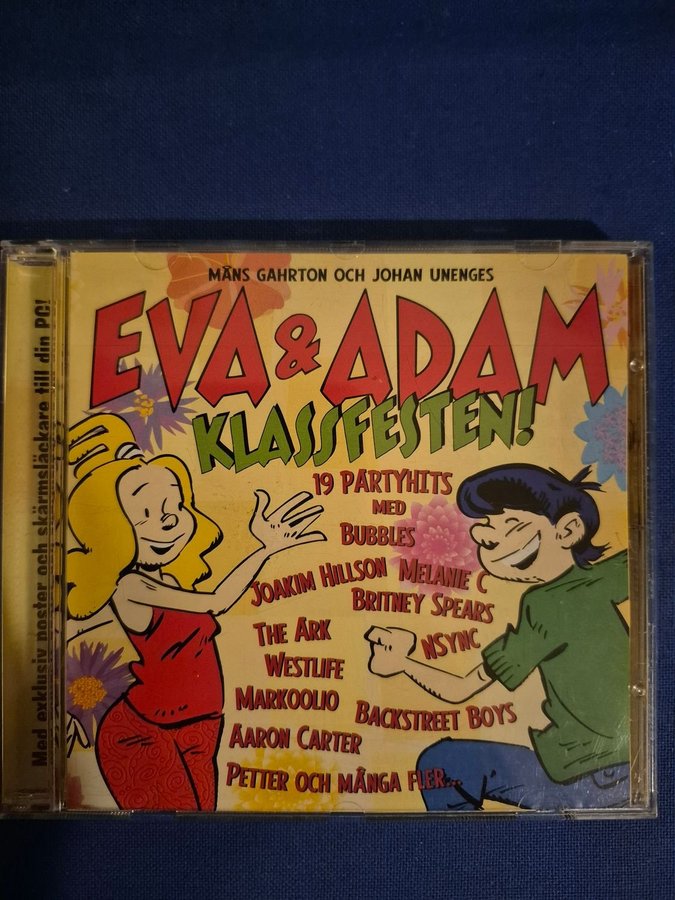 MÅNS GAHRTON OCH JOHAN UNENGES
EVA & ADAM
KLASSFESTEN!
19 PARTYHITS
MED
BUBBLES
JOAKIM HILLSON MELANIE C
BRITNEY SPEARS
THE ARK NSYNC
WESTLIFE
MARKOOLIO BACKSTREET BOYS
AARON CARTER
PETTER OCH MÅNGA FLER...
Med exklusiv poster och skärmsläckare till din PC!